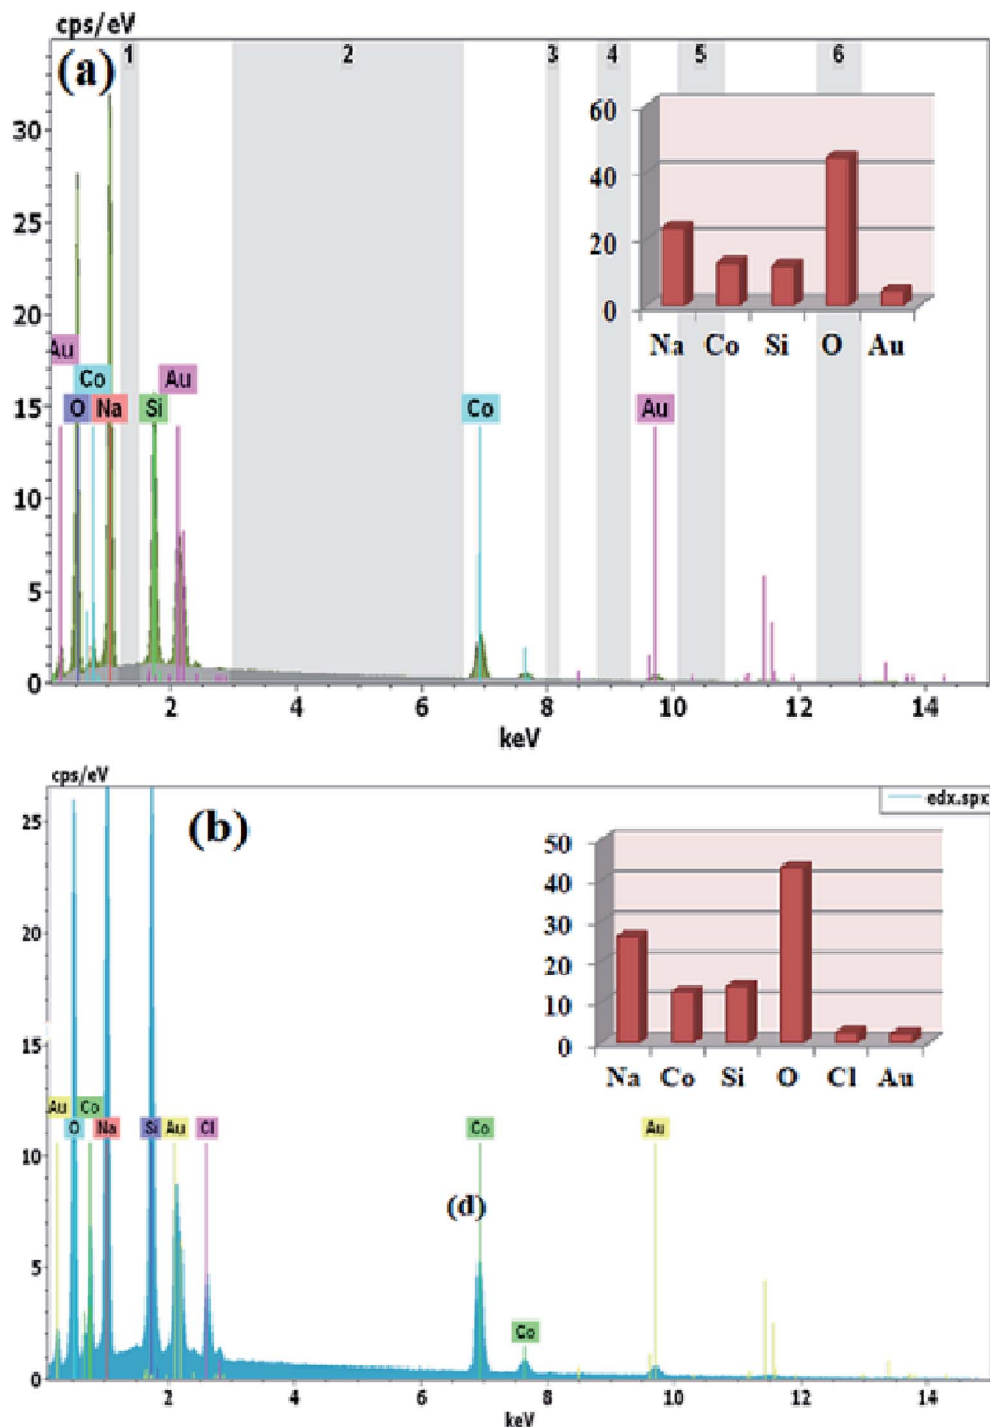 cps/eV
(a)
1 2 3 4 5 6
30
25
20
15
10
5
0
Au
Co
Au
O Na Si Co Au
2 4 6 8 10 12 14
keV
60
40
20
0
Na Co Si O Au
cps/eV
(b)
edx.spx
25
20
15
10
5
0
Au Co
O Na Si Au Cl Co Au
(d)
Co
2 4 6 8 10 12 14
keV
50
40
30
20
10
0
Na Co Si O Cl Au